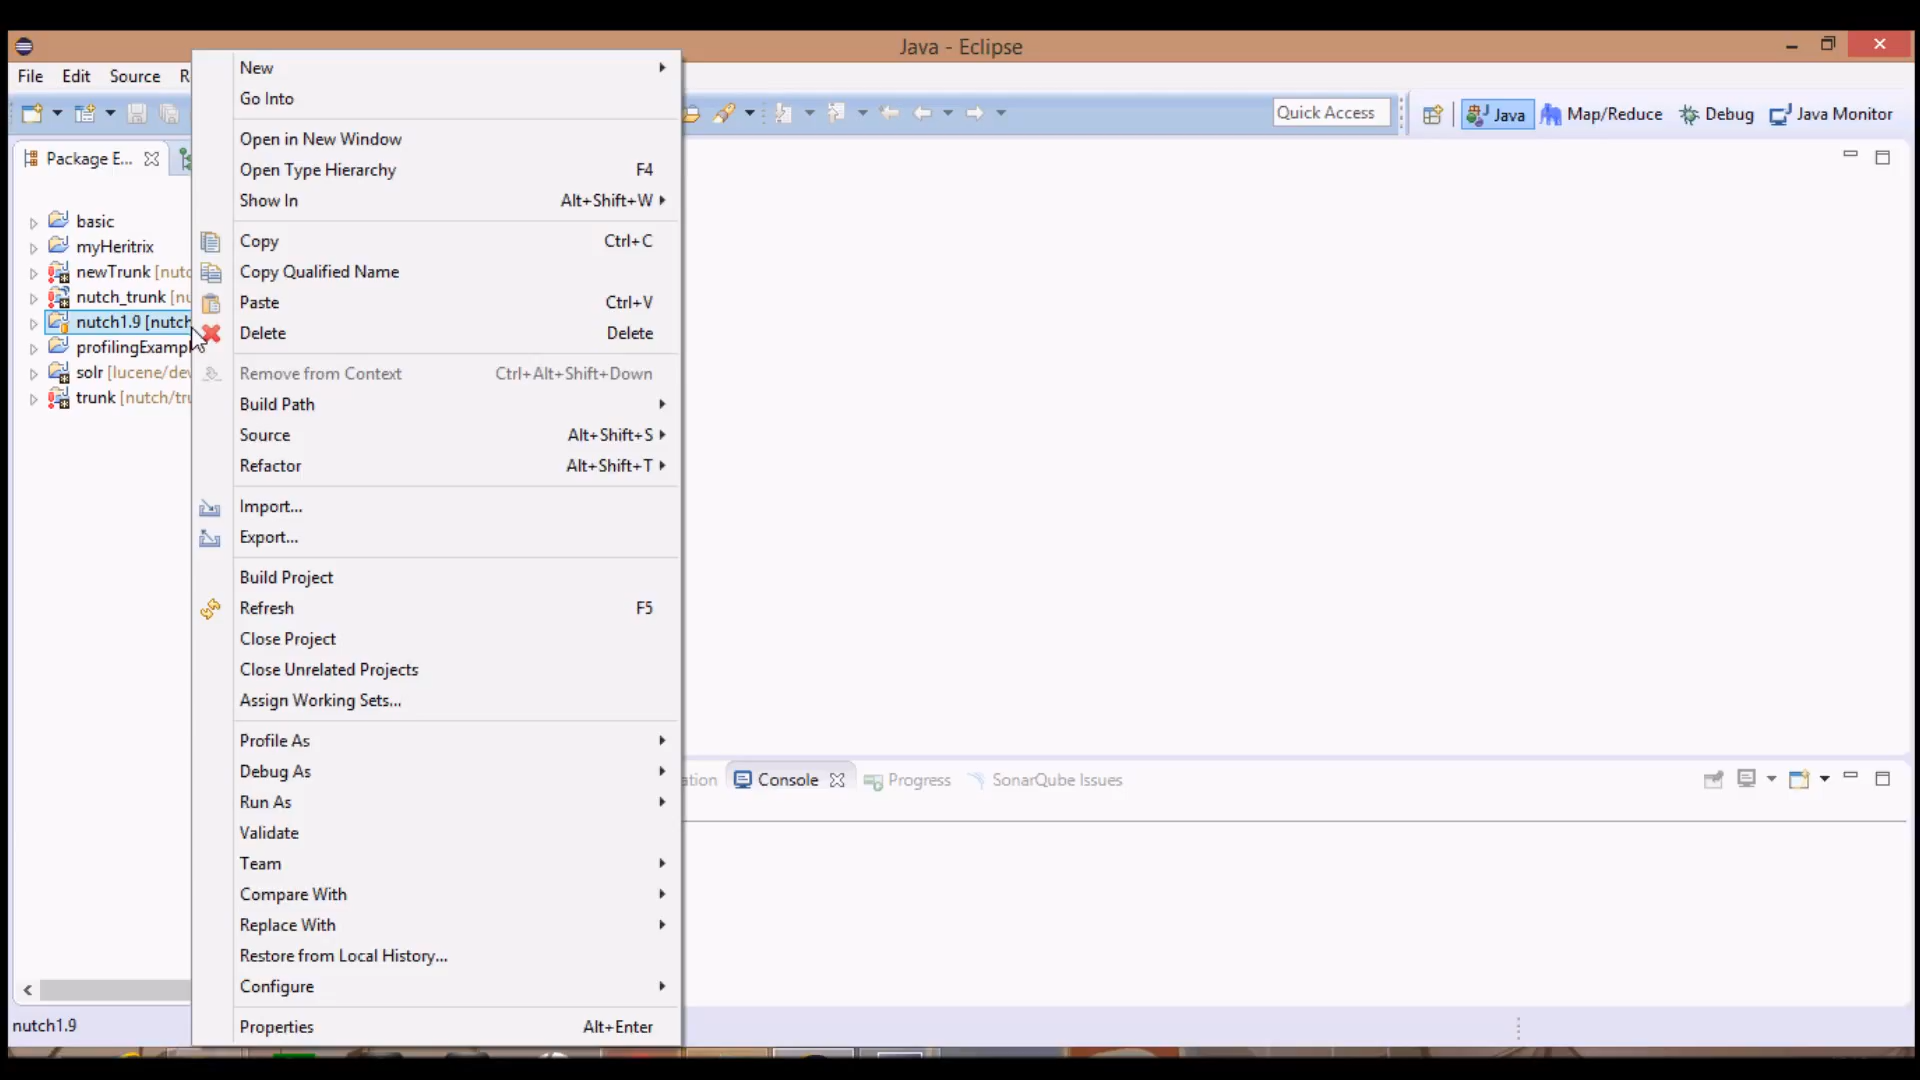 Java - Eclipse
File Edit Source R
Quick Access Java Map/Reduce Debug Java Monitor
Package E...
basic
myHeritrix
newTrunk [nutc
nutch_trunk [nu
nutch1.9 [nutch
profilingExampl
solr [lucene/dev
trunk [nutch/tru
New
Go Into
Open in New Window
Open Type Hierarchy F4
Show In Alt+Shift+W
Copy Ctrl+C
Copy Qualified Name
Paste Ctrl+V
Delete Delete
Remove from Context Ctrl+Alt+Shift+Down
Build Path
Source Alt+Shift+S
Refactor Alt+Shift+T
Import...
Export...
Build Project
Refresh F5
Close Project
Close Unrelated Projects
Assign Working Sets...
Profile As
Debug As
Run As
Validate
Team
Compare With
Replace With
Restore from Local History...
Configure
Properties Alt+Enter
ation Console Progress SonarQube Issues
nutch1.9